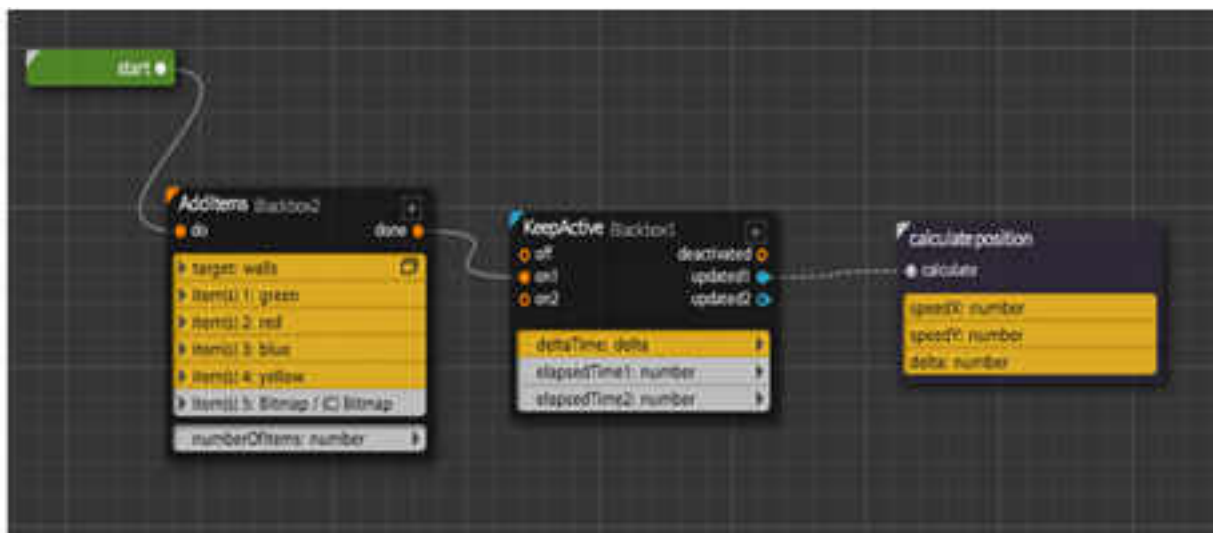 start
AddItems Blackbox2
do
done
target: walls
item(s) 1: green
item(s) 2: red
item(s) 3: blue
item(s) 4: yellow
item(s) 5: Bitmap / (C) Bitmap
numberOfItems: number
KeepActive Blackbox1
off
deactivated
on1
updated1
on2
updated2
deltaTime: delta
elapsedTime1: number
elapsedTime2: number
calculate position
calculate
speedX: number
speedY: number
delta: number